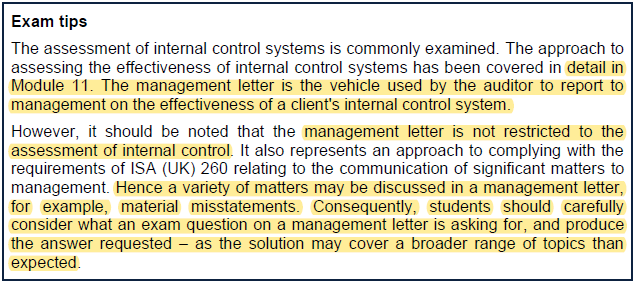 Exam tips
The assessment of internal control systems is commonly examined. The approach to
assessing the effectiveness of internal control systems has been covered in detail in
Module 11. The management letter is the vehicle used by the auditor to report to
management on the effectiveness of a client's internal control system.
However, it should be noted that the management letter is not restricted to the
assessment of internal control. It also represents an approach to complying with the
requirements of ISA (UK) 260 relating to the communication of significant matters to
management. Hence a variety of matters may be discussed in a management letter,
for example, material misstatements. Consequently, students should carefully
consider what an exam question on a management letter is asking for, and produce
the answer requested – as the solution may cover a broader range of topics than
expected.